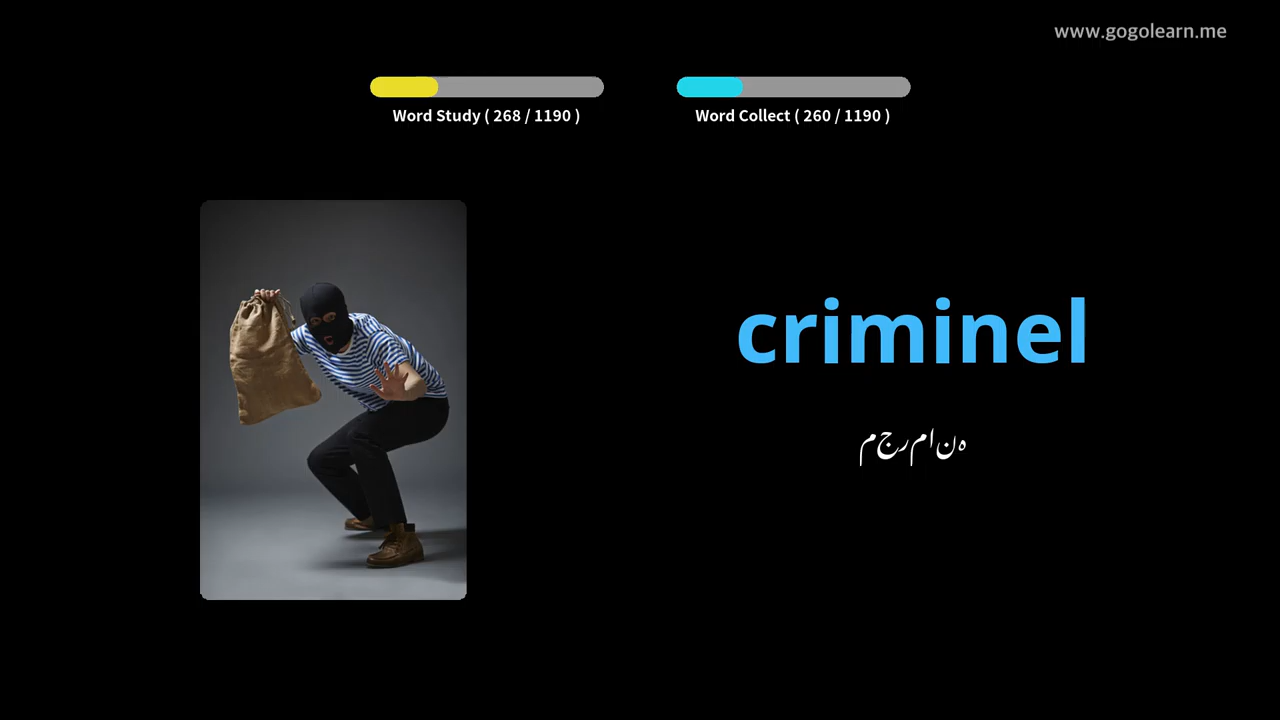 www.gogolearn.me
Word Study ( 268 / 1190 )
Word Collect ( 260 / 1190 )
criminel
مجرمانہ